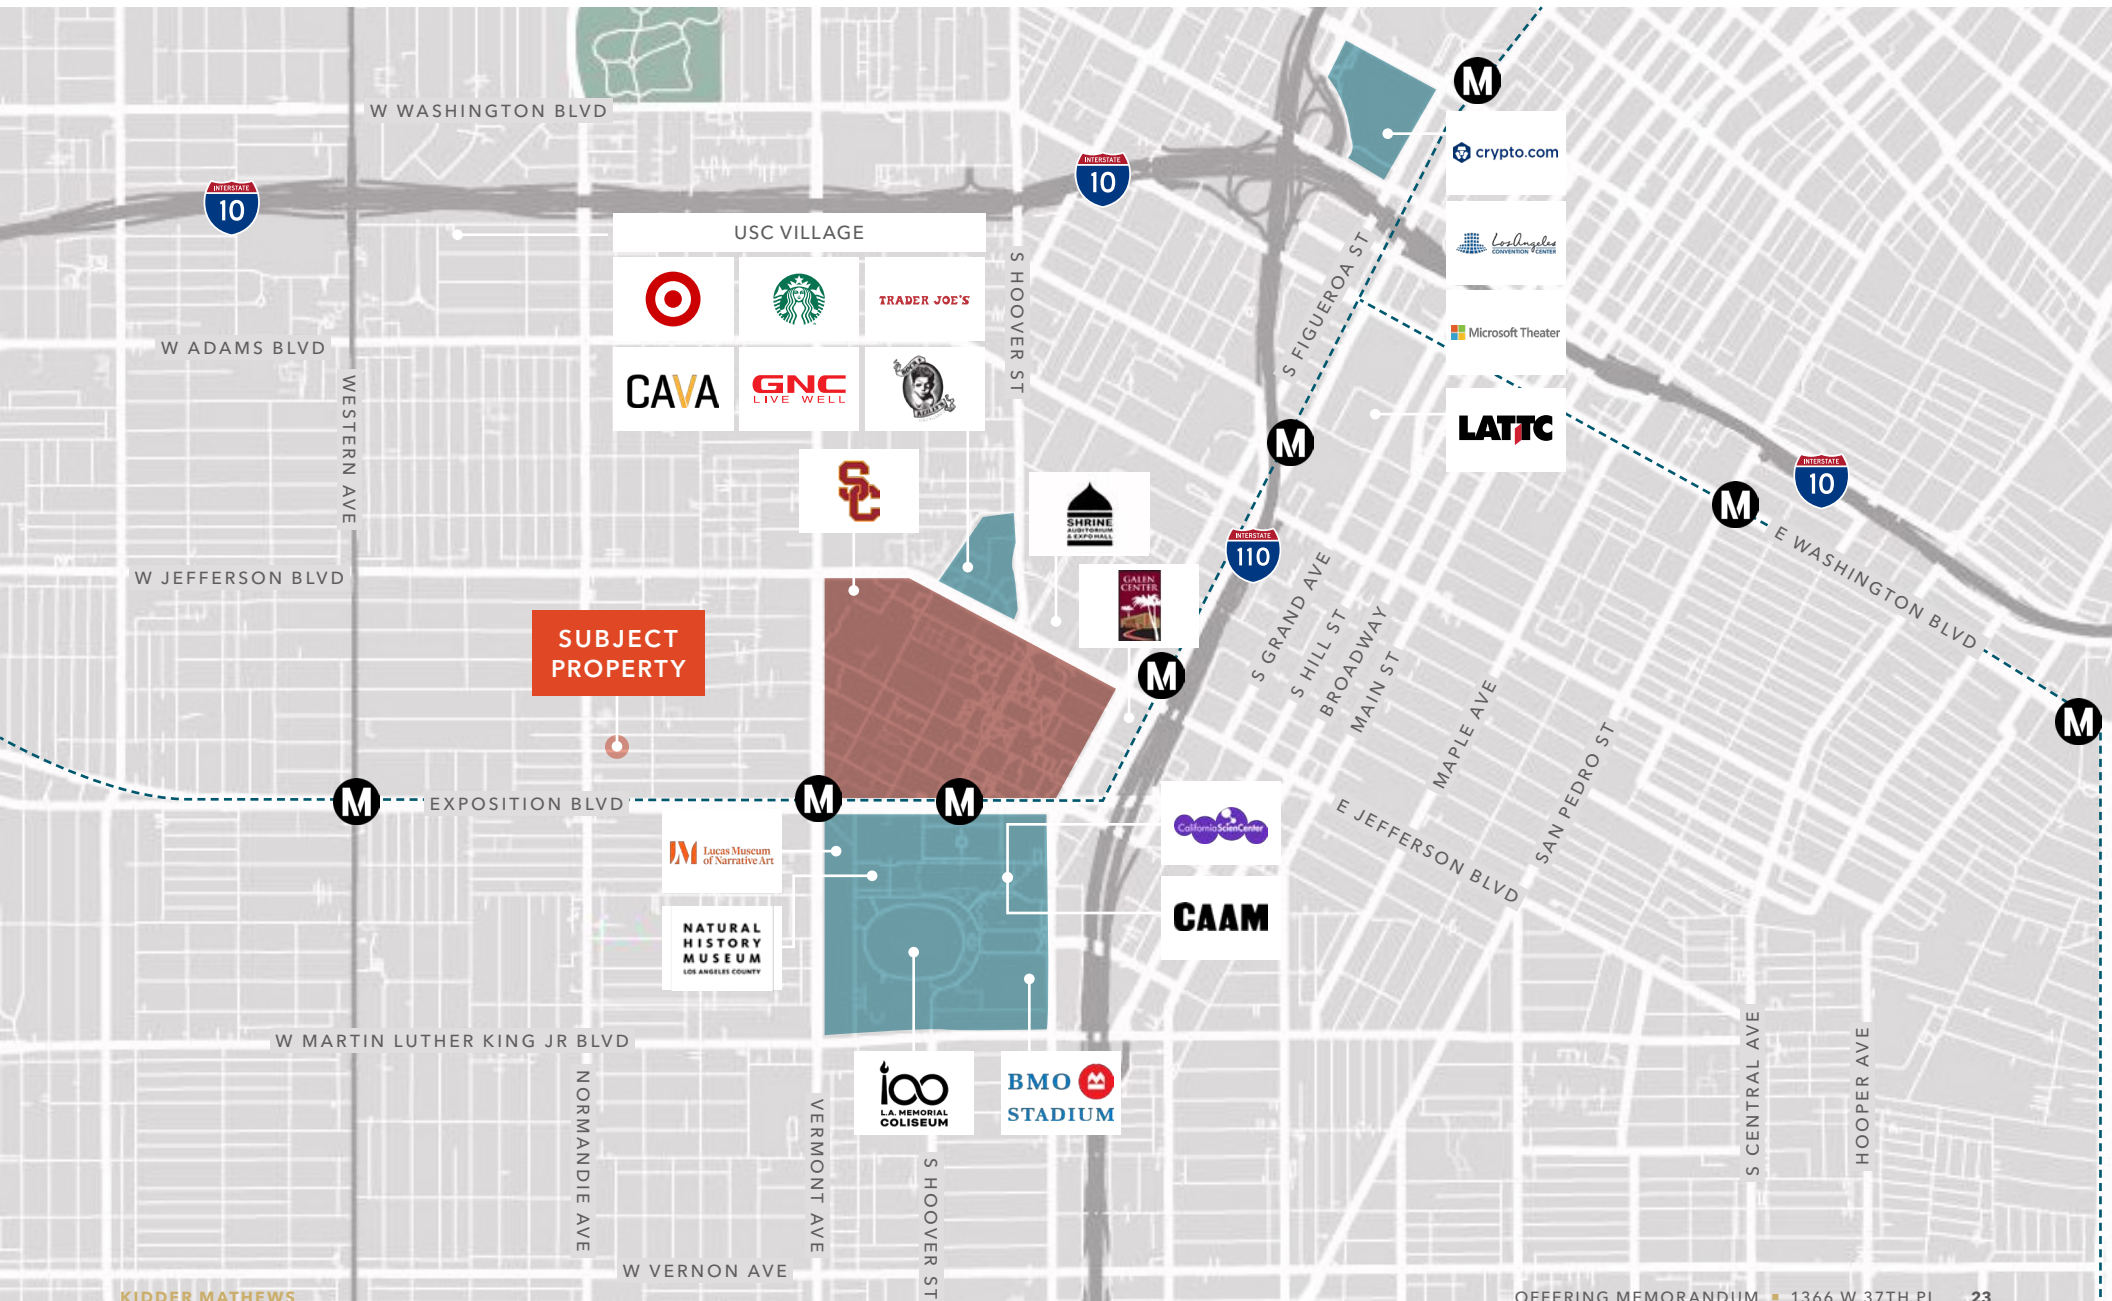 M
W WASHINGTON BLVD
crypto.com
INTERSTATE
10
INTERSTATE
10
USC VILLAGE
Los Angeles
CONVENTION CENTER
S HOOVER ST
S FIGUEROA ST
TRADER JOE'S
Microsoft Theater
W ADAMS BLVD
CAVA
GNC
LIVE WELL
WESTERN AVE
LATTC
M
SC
INTERSTATE
10
M
SHRINE
AUDITORIUM
& EXPO HALL
INTERSTATE
110
E WASHINGTON BLVD
W JEFFERSON BLVD
GALEN
CENTER
S GRAND AVE
S HILL ST
BROADWAY
MAIN ST
SUBJECT
PROPERTY
M
MAPLE AVE
SAN PEDRO ST
M
M
EXPOSITION BLVD
M
M
E JEFFERSON BLVD
California ScienCenter
Lucas Museum
of Narrative Art
CAAM
NATURAL
HISTORY
MUSEUM
LOS ANGELES COUNTY
W MARTIN LUTHER KING JR BLVD
S CENTRAL AVE
HOOPER AVE
NORMANDIE AVE
VERMONT AVE
100
L.A. MEMORIAL
COLISEUM
BMO
STADIUM
S HOOVER ST
W VERNON AVE
KIDDER MATHEWS
OFFERING MEMORANDUM ▪ 1366 W 37TH PL 23